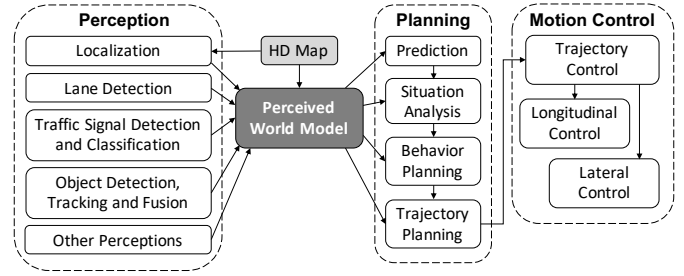 Perception
Localization
Lane Detection
Traffic Signal Detection
and Classification
Object Detection,
Tracking and Fusion
Other Perceptions
HD Map
Perceived
World Model
Planning
Prediction
Situation
Analysis
Behavior
Planning
Trajectory
Planning
Motion Control
Trajectory
Control
Longitudinal
Control
Lateral
Control